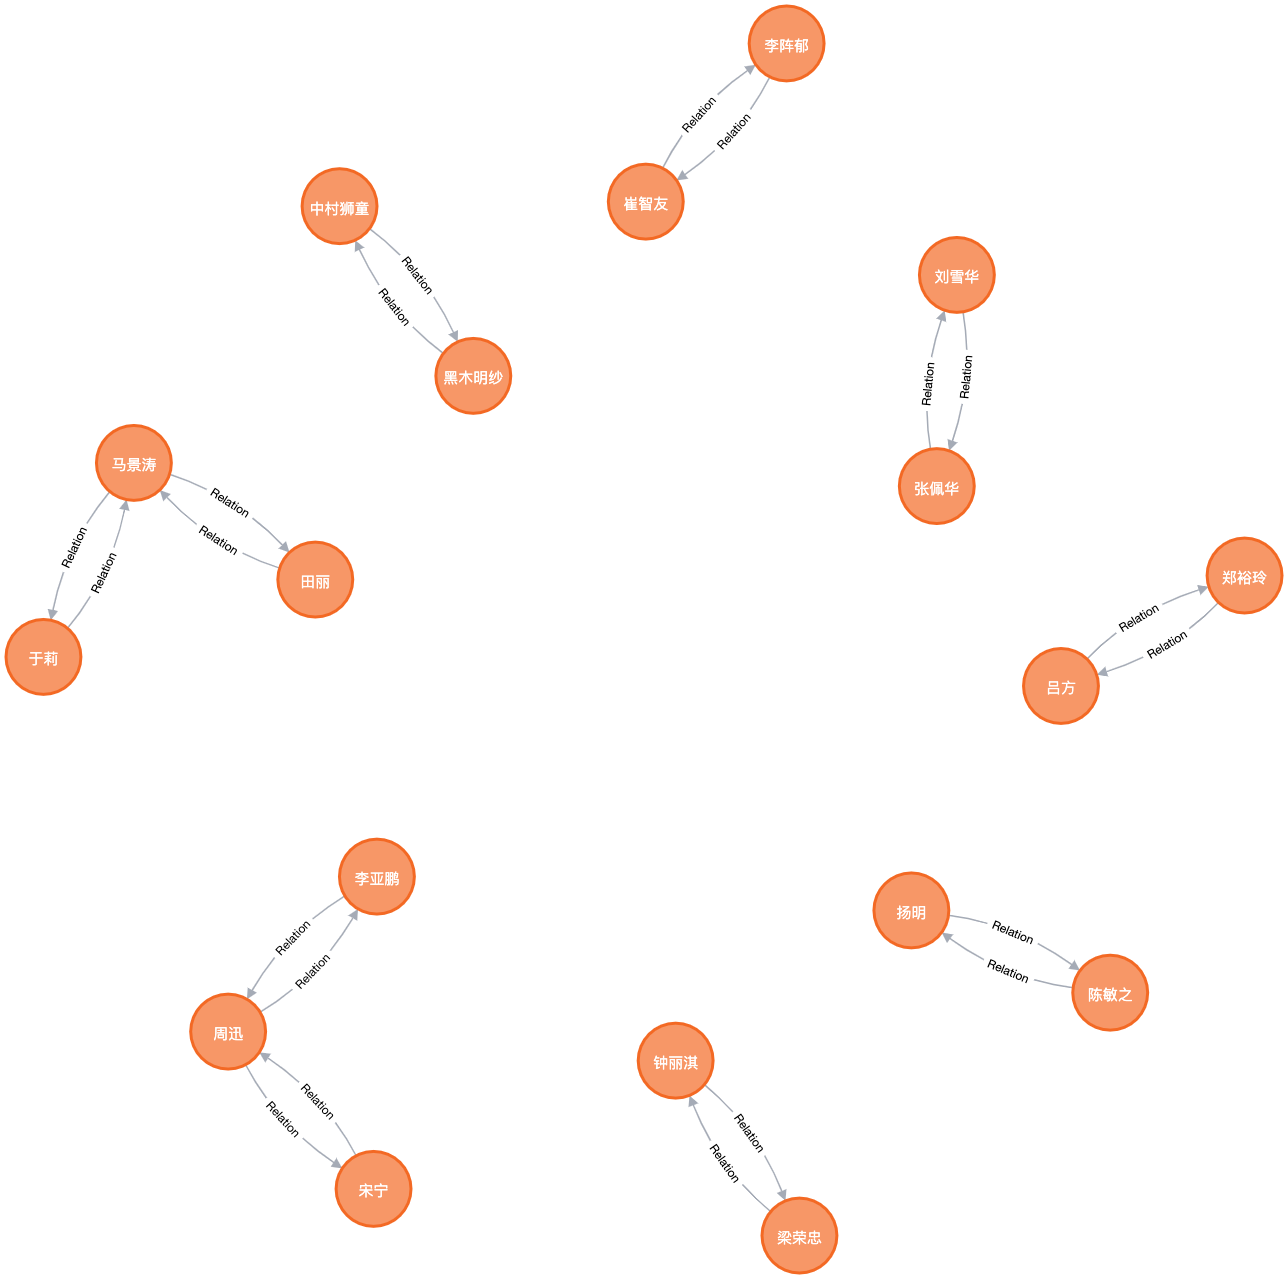 李阵郁
Relation
Relation
崔智友
中村狮童
Relation
Relation
黑木明纱
刘雪华
Relation
Relation
张佩华
马景涛
Relation
Relation
Relation
Relation
田丽
于莉
郑裕玲
Relation
Relation
吕方
李亚鹏
Relation
Relation
周迅
Relation
Relation
宋宁
扬明
Relation
Relation
陈敏之
钟丽淇
Relation
Relation
梁荣忠